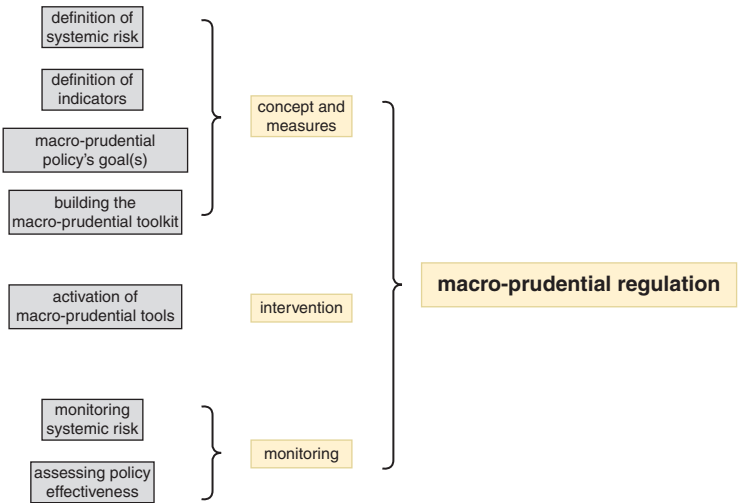 definition of
systemic risk
definition of
indicators
macro-prudential
policy's goal(s)
building the
macro-prudential toolkit
concept and
measures
activation of
macro-prudential tools
intervention
monitoring
systemic risk
assessing policy
effectiveness
monitoring
macro-prudential regulation